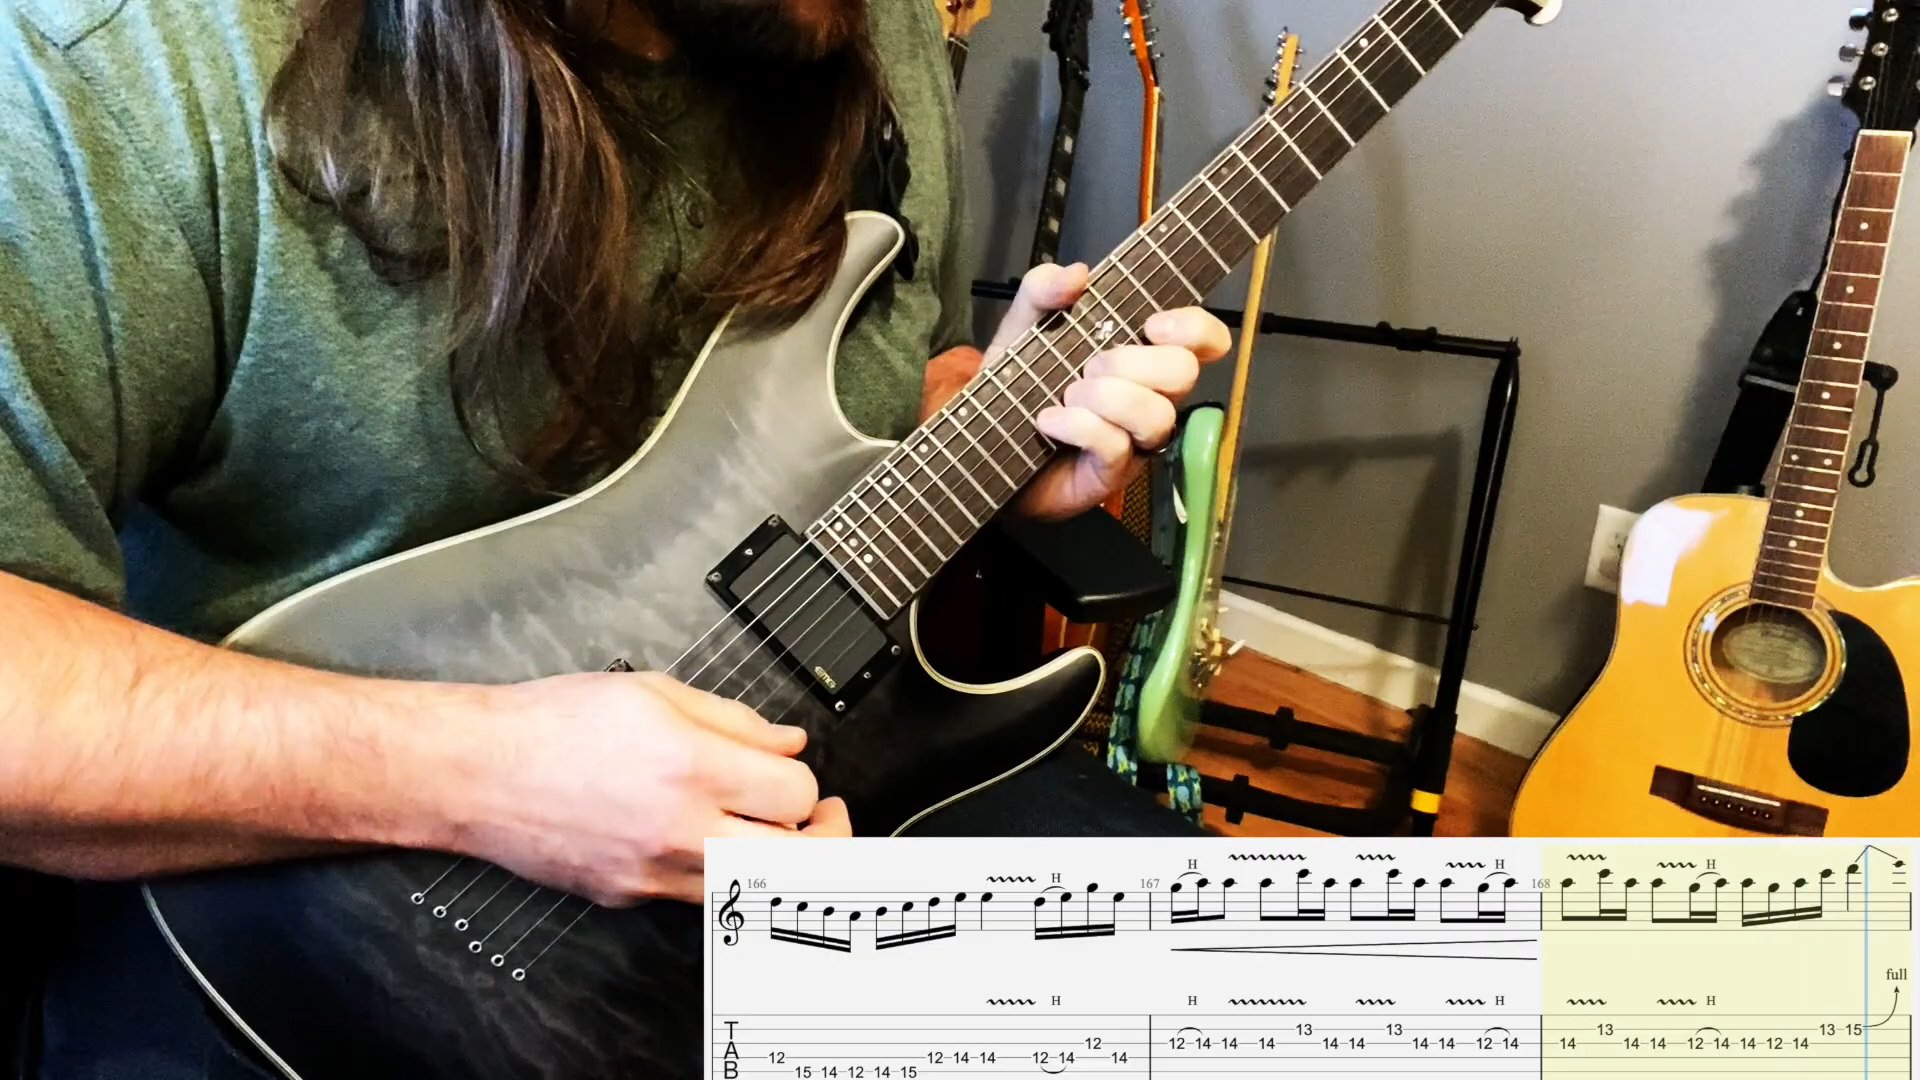 EMG
166 H 167 H H 168 H
full
H H H H
T 13 13 13 13 15
A 12 12 14 14 14 14 14 14 12 14 14 14 14 12 14 14 12 14
12 12 14 14 12 14 14
B 15 14 12 14 15